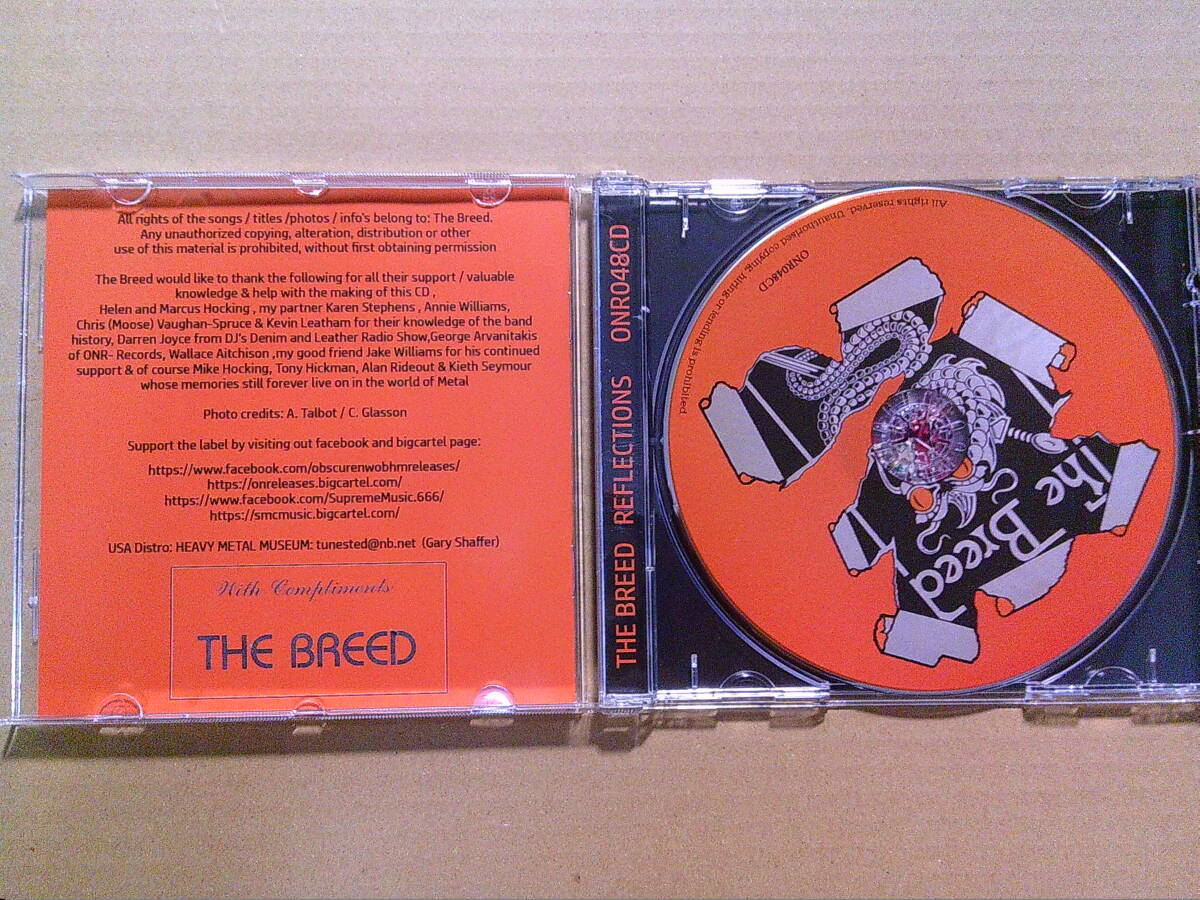 All rights of the songs / titles /photos / info's belong to: The Breed.
Any unauthorized copying, alteration, distribution or other
use of this material is prohibited, without first obtaining permission
The Breed would like to thank the following for all their support / valuable
knowledge & help with the making of this CD ,
Helen and Marcus Hocking , my partner Karen Stephens , Annie Williams,
Chris (Moose) Vaughan-Spruce & Kevin Leatham for their knowledge of the band
history, Darren Joyce from DJ's Denim and Leather Radio Show,George Arvanitakis
of ONR- Records, Wallace Aitchison ,my good friend Jake Williams for his continued
support & of course Mike Hocking, Tony Hickman, Alan Rideout & Kieth Seymour
whose memories still forever live on in the world of Metal
Photo credits: A. Talbot / C. Glasson
Support the label by visiting out facebook and bigcartel page:
https://www.facebook.com/obscurenwobhmreleases/
https://onreleases.bigcartel.com/
https://www.facebook.com/SupremeMusic.666/
https://smcmusic.bigcartel.com/
USA Distro: HEAVY METAL MUSEUM: tunested@nb.net (Gary Shaffer)
With Compliments
THE BREED
THE BREED REFLECTIONS ONR048CD
All rights reserved. Unauthorised copying, hiring or lending is prohibited
ONR048CD
The Breed